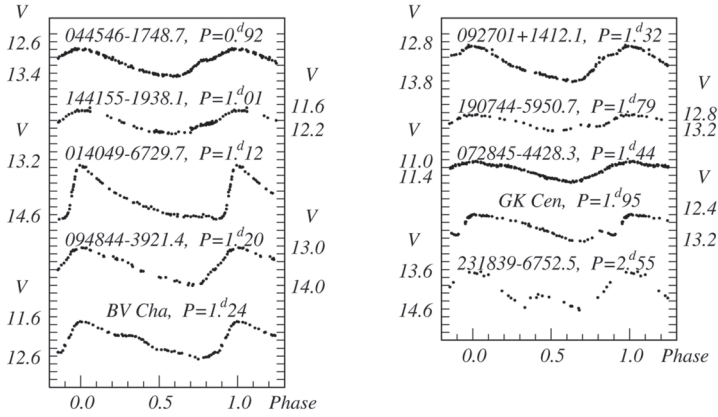 V
12.6
044546-1748.7, P=0.ᵈ92
13.4
V
144155-1938.1, P=1.ᵈ01
11.6
V
12.2
13.2
014049-6729.7, P=1.ᵈ12
14.6
V
094844-3921.4, P=1.ᵈ20
13.0
V
14.0
11.6
BV Cha, P=1.ᵈ24
12.6
0.0 0.5 1.0 Phase
V
12.8
092701+1412.1, P=1.ᵈ32
13.8
V
190744-5950.7, P=1.ᵈ79
12.8
V
13.2
11.0
072845-4428.3, P=1.ᵈ44
11.4
V
GK Cen, P=1.ᵈ95
12.4
V
13.2
13.6
231839-6752.5, P=2.ᵈ55
14.6
0.0 0.5 1.0 Phase